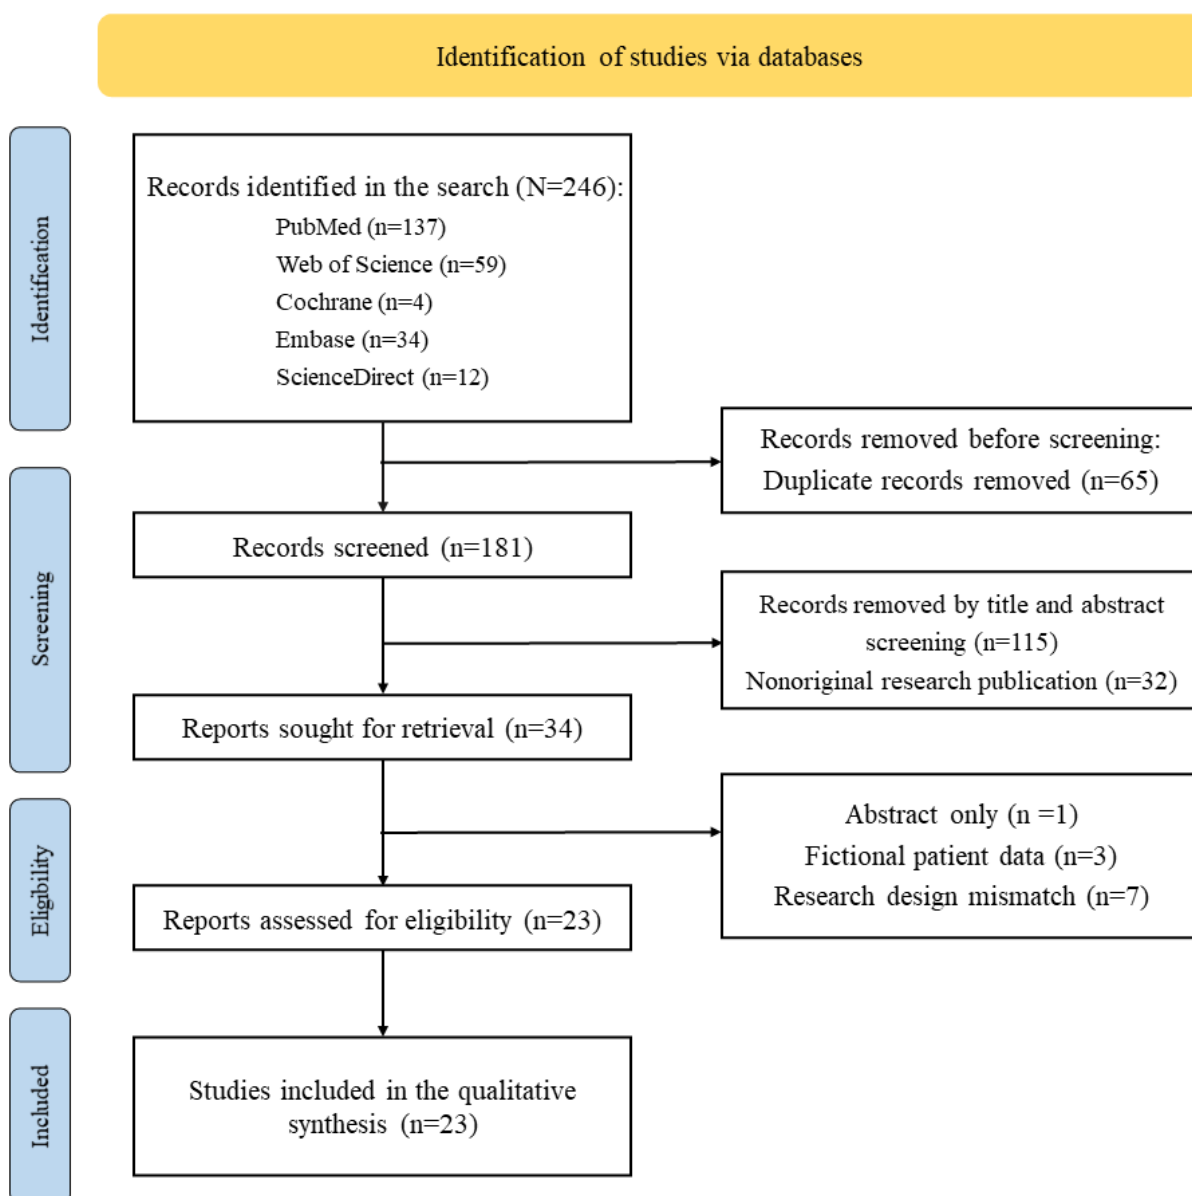 Identification of studies via databases
Identification
Records identified in the search (N=246):
PubMed (n=137)
Web of Science (n=59)
Cochrane (n=4)
Embase (n=34)
ScienceDirect (n=12)
Records removed before screening:
Duplicate records removed (n=65)
Screening
Records screened (n=181)
Records removed by title and abstract
screening (n=115)
Nonoriginal research publication (n=32)
Reports sought for retrieval (n=34)
Eligibility
Abstract only (n =1)
Fictional patient data (n=3)
Research design mismatch (n=7)
Reports assessed for eligibility (n=23)
Included
Studies included in the qualitative
synthesis (n=23)